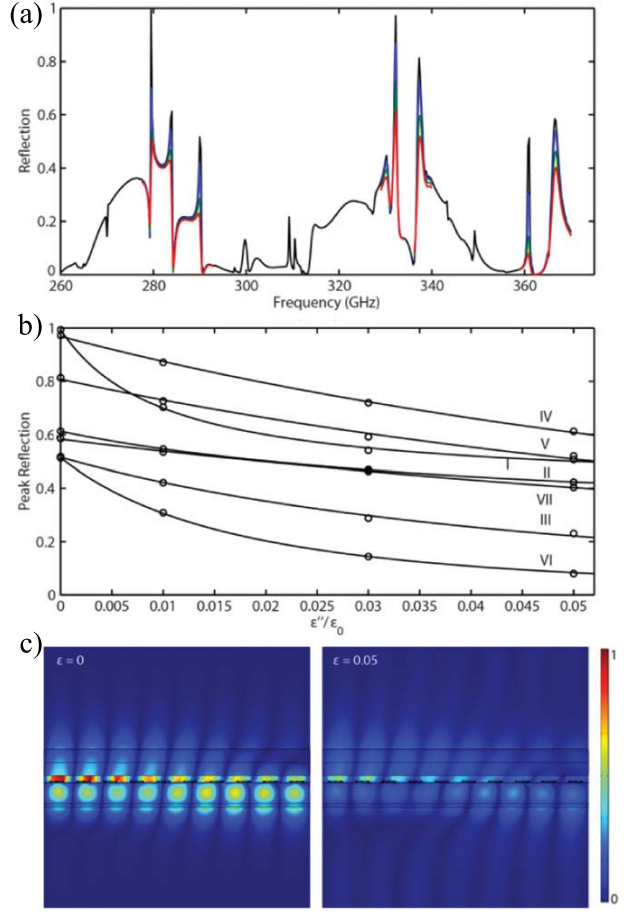 (a)
1
0.8
0.6
0.4
0.2
0
Reflection
260 280 300 320 340 360
Frequency (GHz)
b)
1
0.8
0.6
0.4
0.2
0
Peak Reflection
IV
V
I
II
VII
III
VI
0 0.005 0.01 0.015 0.02 0.025 0.03 0.035 0.04 0.045 0.05
ε''/ε0
c)
ε = 0
ε = 0.05
1
0